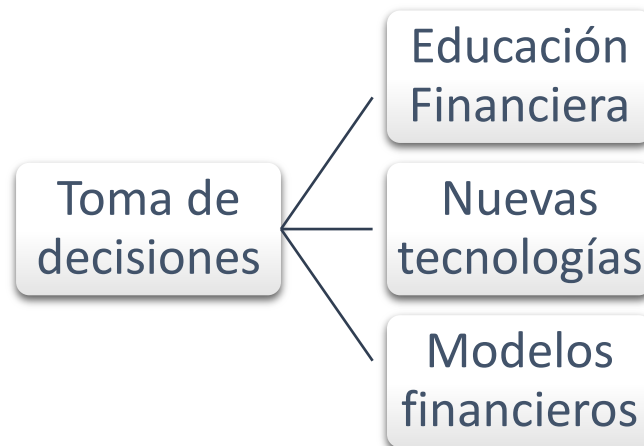 Educación
Financiera
Toma de
decisiones
Nuevas
tecnologías
Modelos
financieros